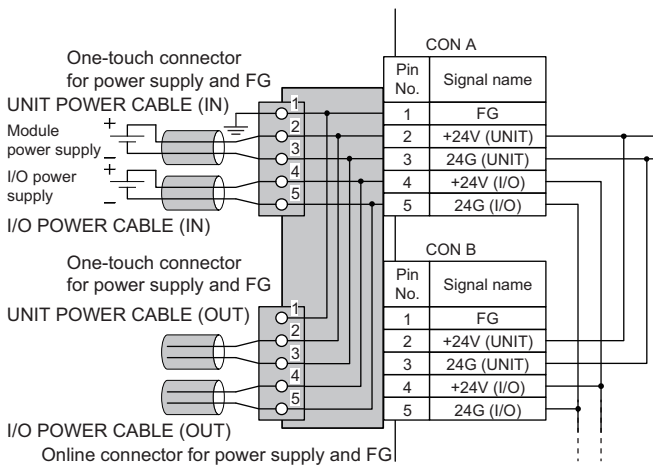 CON A
One-touch connector
for power supply and FG
UNIT POWER CABLE (IN)
Module
power supply
+
−
I/O power
supply
+
−
I/O POWER CABLE (IN)
1
2
3
4
5
Pin No. Signal name
1 FG
2 +24V (UNIT)
3 24G (UNIT)
4 +24V (I/O)
5 24G (I/O)
CON B
One-touch connector
for power supply and FG
UNIT POWER CABLE (OUT)
1
2
3
4
5
Pin No. Signal name
1 FG
2 +24V (UNIT)
3 24G (UNIT)
4 +24V (I/O)
5 24G (I/O)
I/O POWER CABLE (OUT)
Online connector for power supply and FG